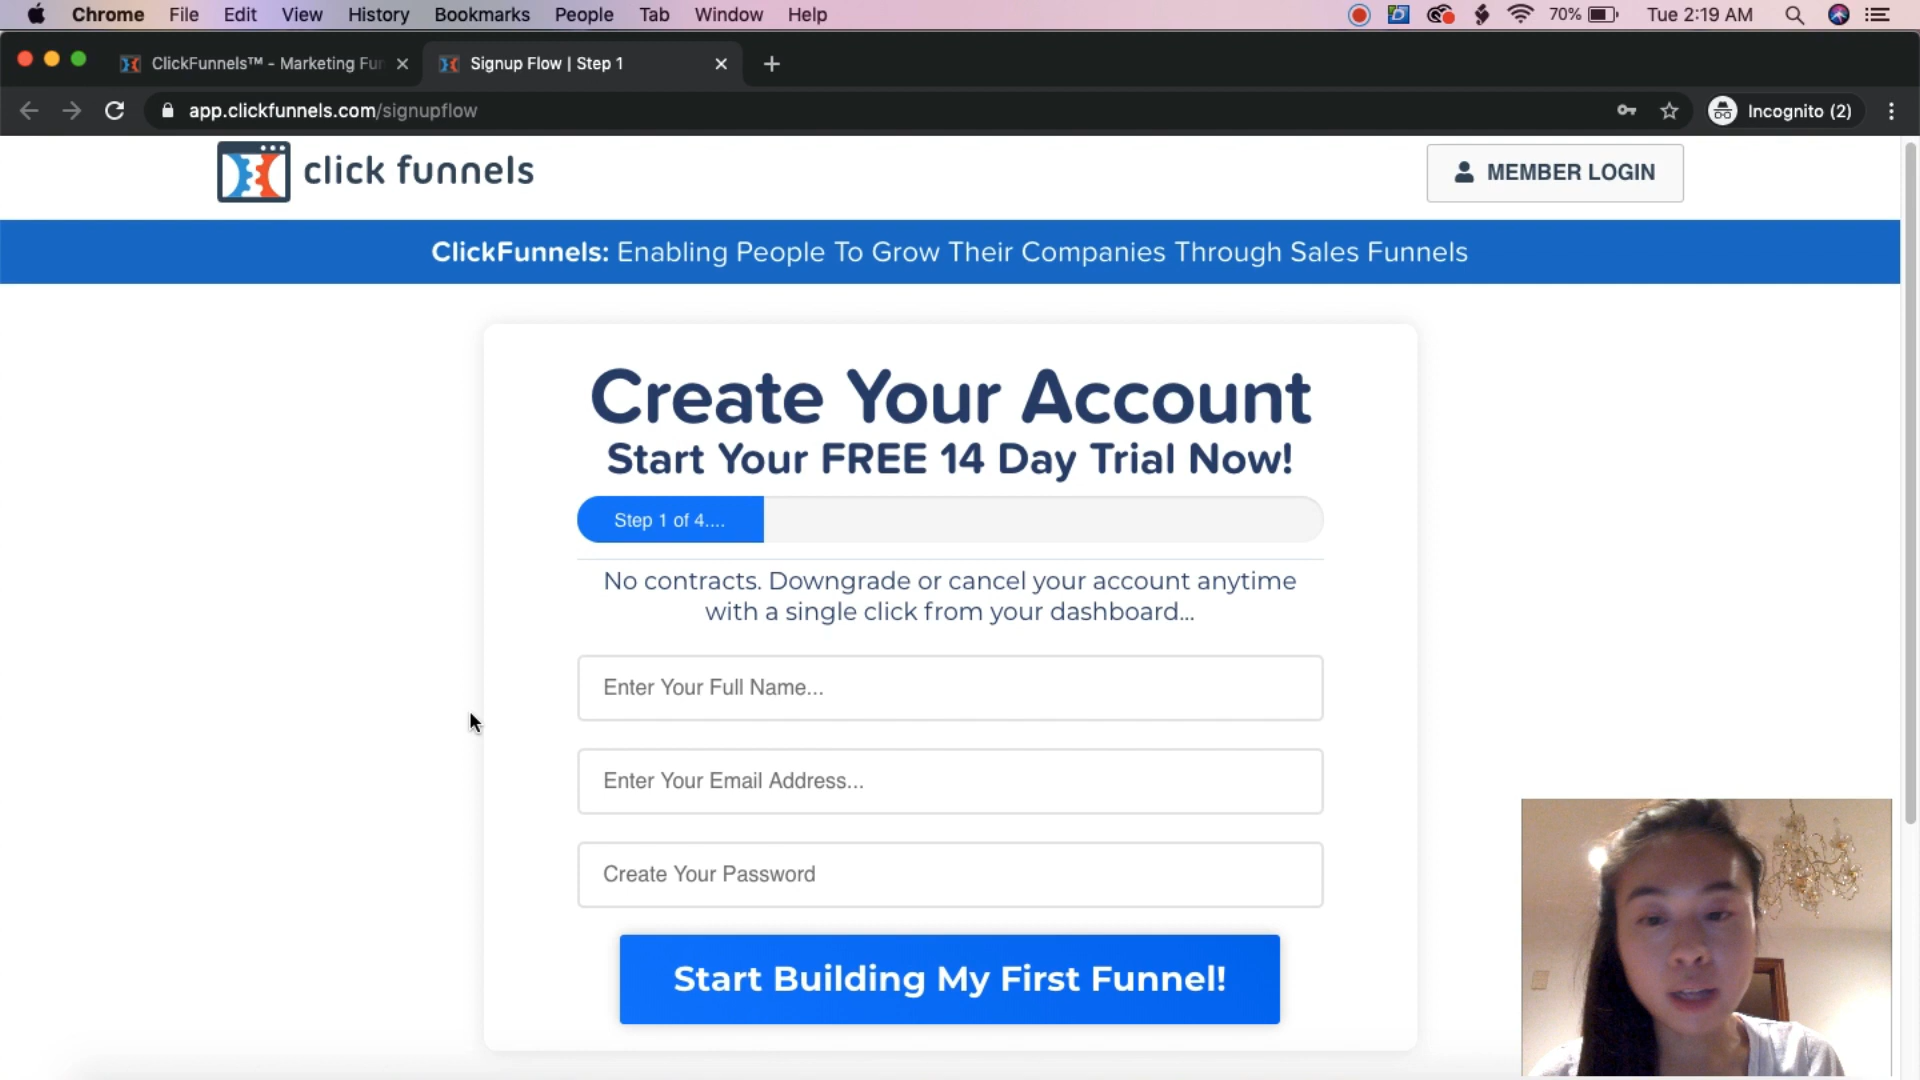 Chrome File Edit View History Bookmarks People Tab Window Help 70% Tue 2:19 AM
ClickFunnels™ - Marketing Fun Signup Flow | Step 1
app.clickfunnels.com/signupflow Incognito (2)
click funnels MEMBER LOGIN
ClickFunnels: Enabling People To Grow Their Companies Through Sales Funnels
Create Your Account
Start Your FREE 14 Day Trial Now!
Step 1 of 4....
No contracts. Downgrade or cancel your account anytime
with a single click from your dashboard...
Enter Your Full Name...
Enter Your Email Address...
Create Your Password
Start Building My First Funnel!